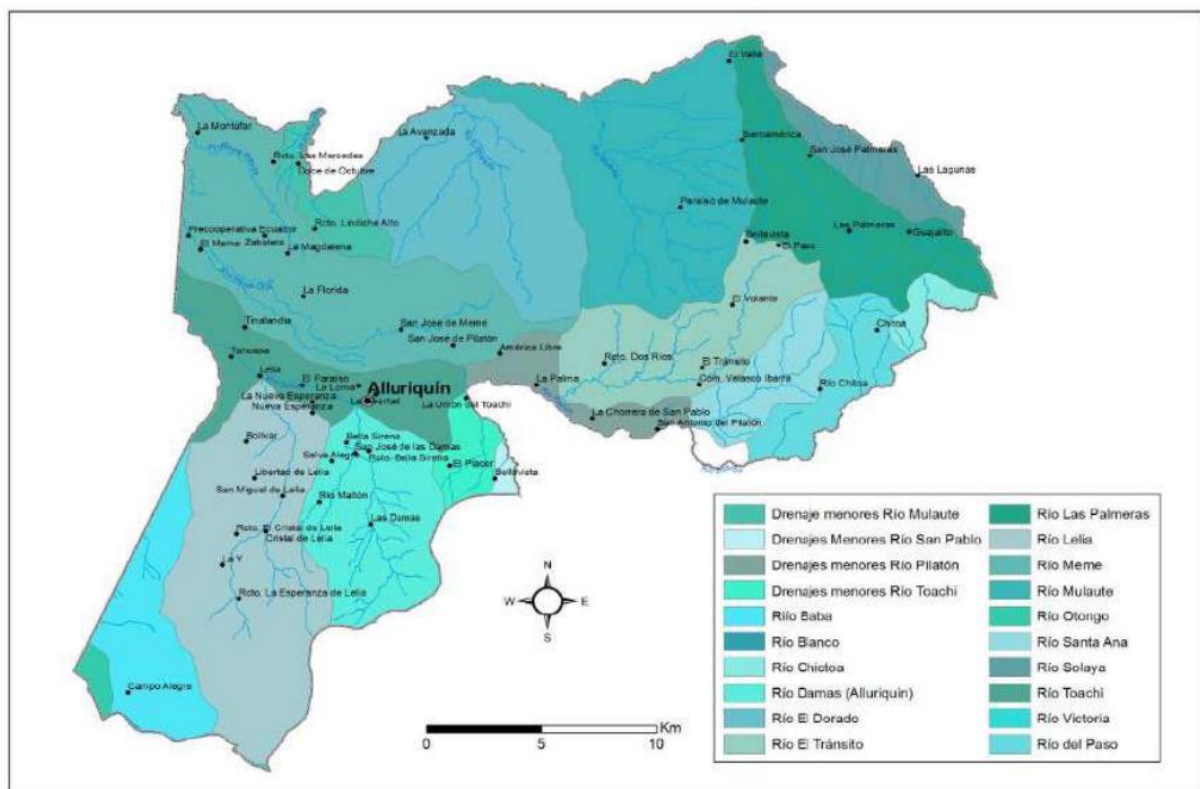 El Valle
La Montafar
La Avanzada
Iberoamérica
Rcto. Las Mercedes
Doce de Octubre
San José Palmeras
Las Lagunas
Paraíso de Mulaute
Rcto. Lindiche Alto
Precooperativa Ecuador
Zabaleta
El Meme
La Magdalena
Bellavista
El Paso
Las Palmeras
Guajalito
La Florida
El Volante
Tinalandia
San José de Meme
San José de Pilatón
América Libre
Chitoa
Tanuasa
Lelia
El Paraíso
La Loma
Alluriquín
La Nueva Esperanza
Nueva Esperanza
La Unión del Toachi
La Palma
Rcto. Dos Ríos
El Tránsito
Com. Velasco Ibarra
Río Chitoa
La Chorrera de San Pablo
San Antonio del Pilatón
Bolívar
Bella Sirena
San José de las Damas
Rcto. Bella Sirena
Salve Alegre
El Placer
Bellavista
Libertad de Lelia
San Miguel de Lelia
Río Mattón
Las Damas
Rcto. El Cristal de Lelia
Cristal de Lelia
La Y
Rcto. La Esperanza de Lelia
Campo Alegre
N
W
E
S
Km
0
5
10
Drenaje menores Río Mulaute
Drenajes Menores Río San Pablo
Drenajes menores Río Pilatón
Drenajes menores Río Toachi
Riío Baba
Río Blanco
Río Chictoa
Río Damas (Alluriquín)
Río El Dorado
Río El Tránsito
Río Las Palmeras
Río Lelia
Río Meme
Río Mulaute
Río Otongo
Río Santa Ana
Río Solaya
Río Toachi
Río Victoria
Río del Paso